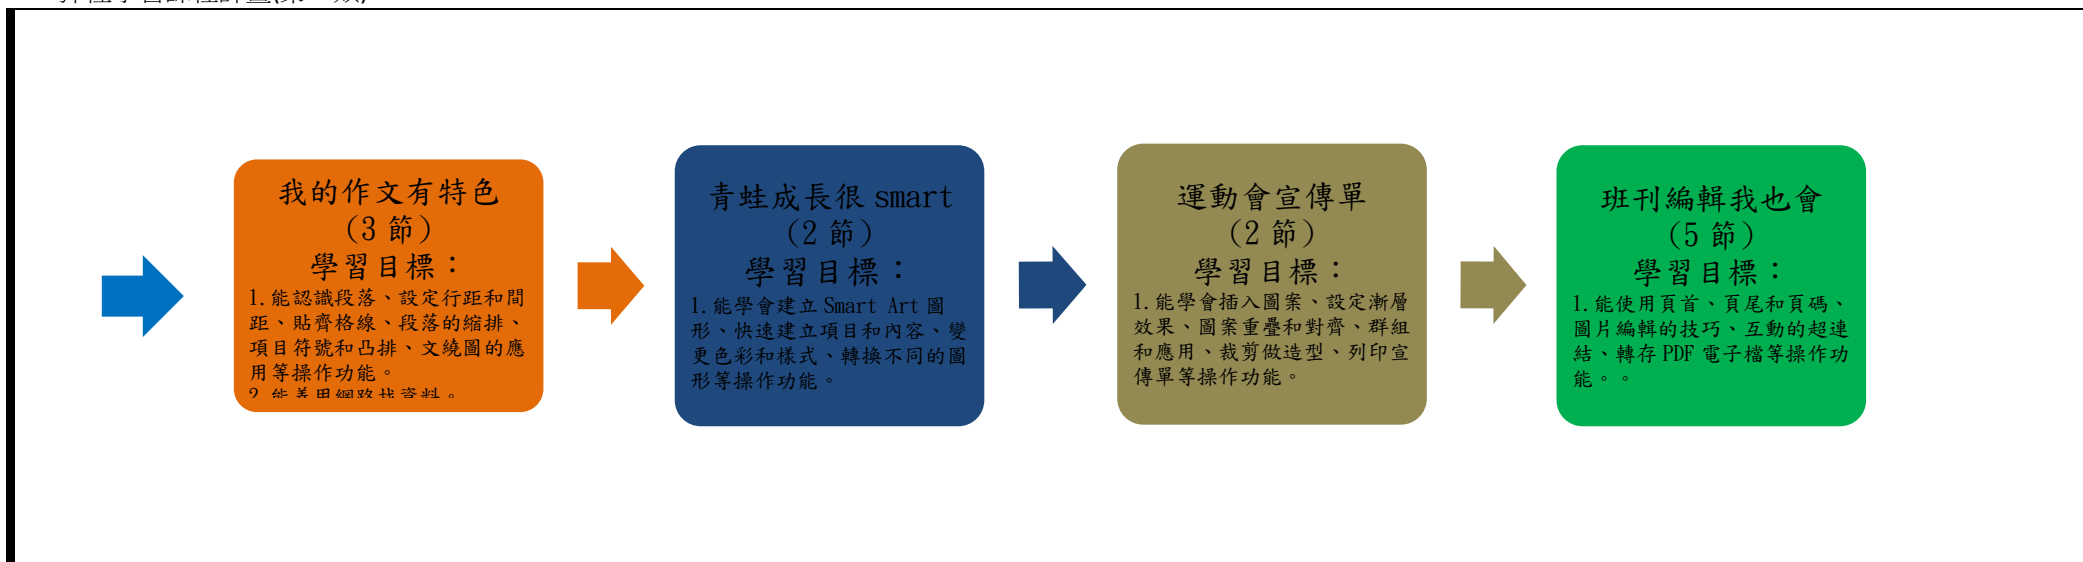 我的作文有特色
(3 節)
學習目標：
1.能認識段落、設定行距和間
距、貼齊格線、段落的縮排、
項目符號和凸排、文繞圖的應
用等操作功能。
2.能善用網路找資料。
青蛙成長很 smart
(2 節)
學習目標：
1.能學會建立 Smart Art 圖
形、快速建立項目和內容、變
更色彩和樣式、轉換不同的圖
形等操作功能。
運動會宣傳單
(2 節)
學習目標：
1.能學會插入圖案、設定漸層
效果、圖案重疊和對齊、群組
和應用、裁剪做造型、列印宣
傳單等操作功能。
班刊編輯我也會
(5 節)
學習目標：
1.能使用頁首、頁尾和頁碼、
圖片編輯的技巧、互動的超連
結、轉存 PDF 電子檔等操作功
能。。